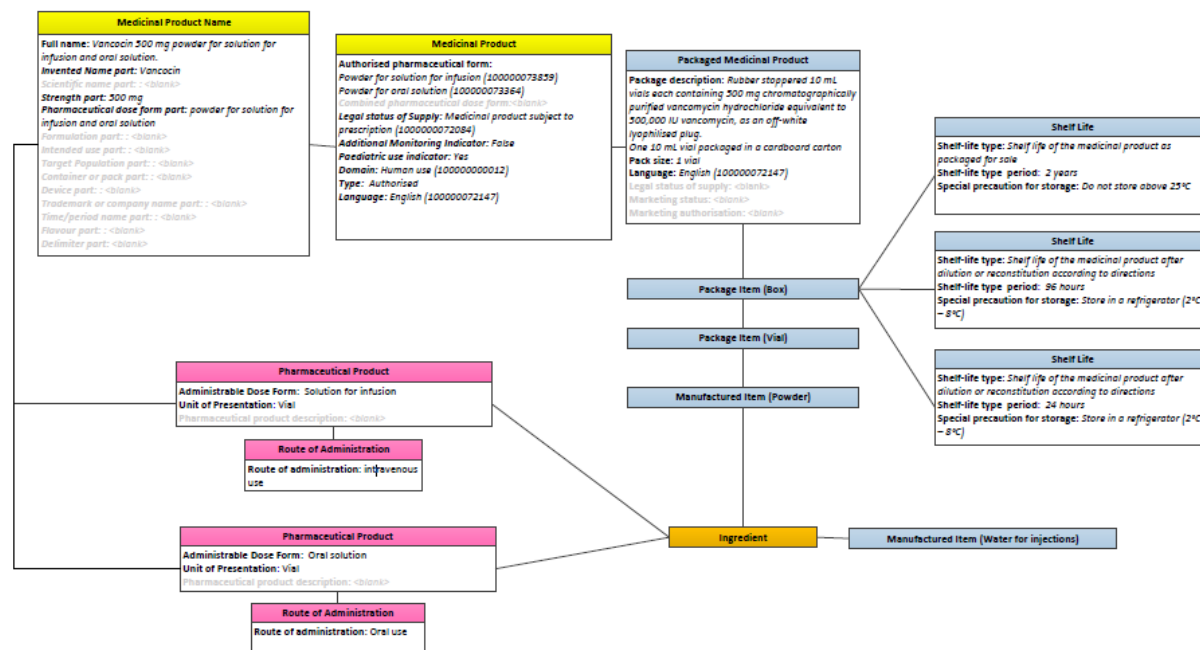 Medicinal Product Name
Full name: Vancocin 500 mg powder for solution for
infusion and oral solution.
Invented Name part: Vancocin
Scientific name part: : <blank>
Strength part: 500 mg
Pharmaceutical dose form part: powder for solution for
infusion and oral solution
Formulation part: : <blank>
Intended use part: : <blank>
Target Population part: : <blank>
Container or pack part: : <blank>
Device part: : <blank>
Trademark or company name part: : <blank>
Time/period name part: : <blank>
Flavour part: : <blank>
Delimiter part: : <blank>
Medicinal Product
Authorised pharmaceutical form:
Powder for solution for infusion (100000073859)
Powder for oral solution (100000073364)
Combined pharmaceutical dose form:<blank>
Legal status of Supply: Medicinal product subject to
prescription (1000000072084)
Additional Monitoring Indicator: False
Paediatric use indicator: Yes
Domain: Human use (100000000012)
Type: Authorised
Language: English (100000072147)
Packaged Medicinal Product
Package description: Rubber stoppered 10 mL
vials each containing 500 mg chromatographically
purified vancomycin hydrochloride equivalent to
500,000 IU vancomycin, as an off-white
lyophilised plug.
One 10 mL vial packaged in a cardboard carton
Pack size: 1 vial
Language: English (100000072147)
Legal status of supply: <blank>
Marketing status: <blank>
Marketing authorisation: <blank>
Shelf Life
Shelf-life type: Shelf life of the medicinal product as
packaged for sale
Shelf-life type period: 2 years
Special precaution for storage: Do not store above 25ºC
Shelf Life
Shelf-life type: Shelf life of the medicinal product after
dilution or reconstitution according to directions
Shelf-life type period: 96 hours
Special precaution for storage: Store in a refrigerator (2ºC
– 8ºC)
Shelf Life
Shelf-life type: Shelf life of the medicinal product after
dilution or reconstitution according to directions
Shelf-life type period: 24 hours
Special precaution for storage: Store in a refrigerator (2ºC
– 8ºC)
Package Item (Box)
Package Item (Vial)
Manufactured Item (Powder)
Pharmaceutical Product
Administrable Dose Form: Solution for infusion
Unit of Presentation: Vial
Pharmaceutical product description: <blank>
Route of Administration
Route of administration: intravenous
use
Pharmaceutical Product
Administrable Dose Form: Oral solution
Unit of Presentation: Vial
Pharmaceutical product description: <blank>
Route of Administration
Route of administration: Oral use
Ingredient
Manufactured Item (Water for injections)